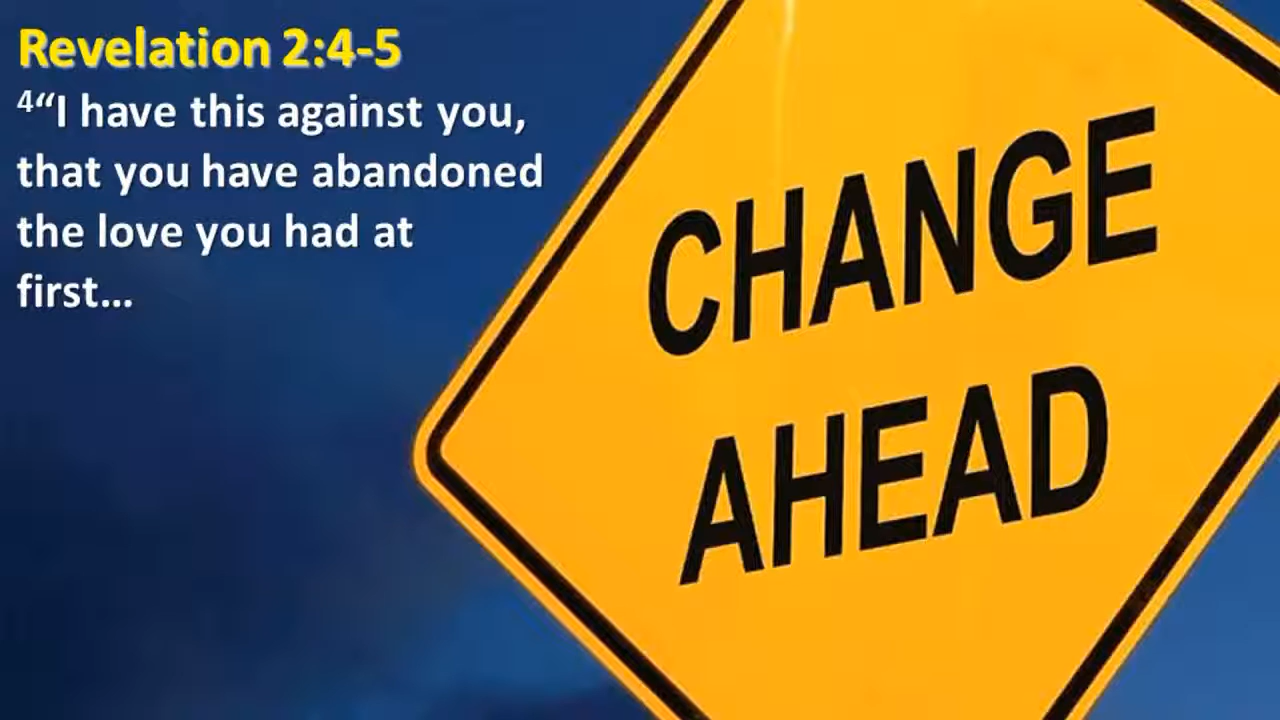 Revelation 2:4-5
4“I have this against you,
that you have abandoned
the love you had at
first...
CHANGE
AHEAD